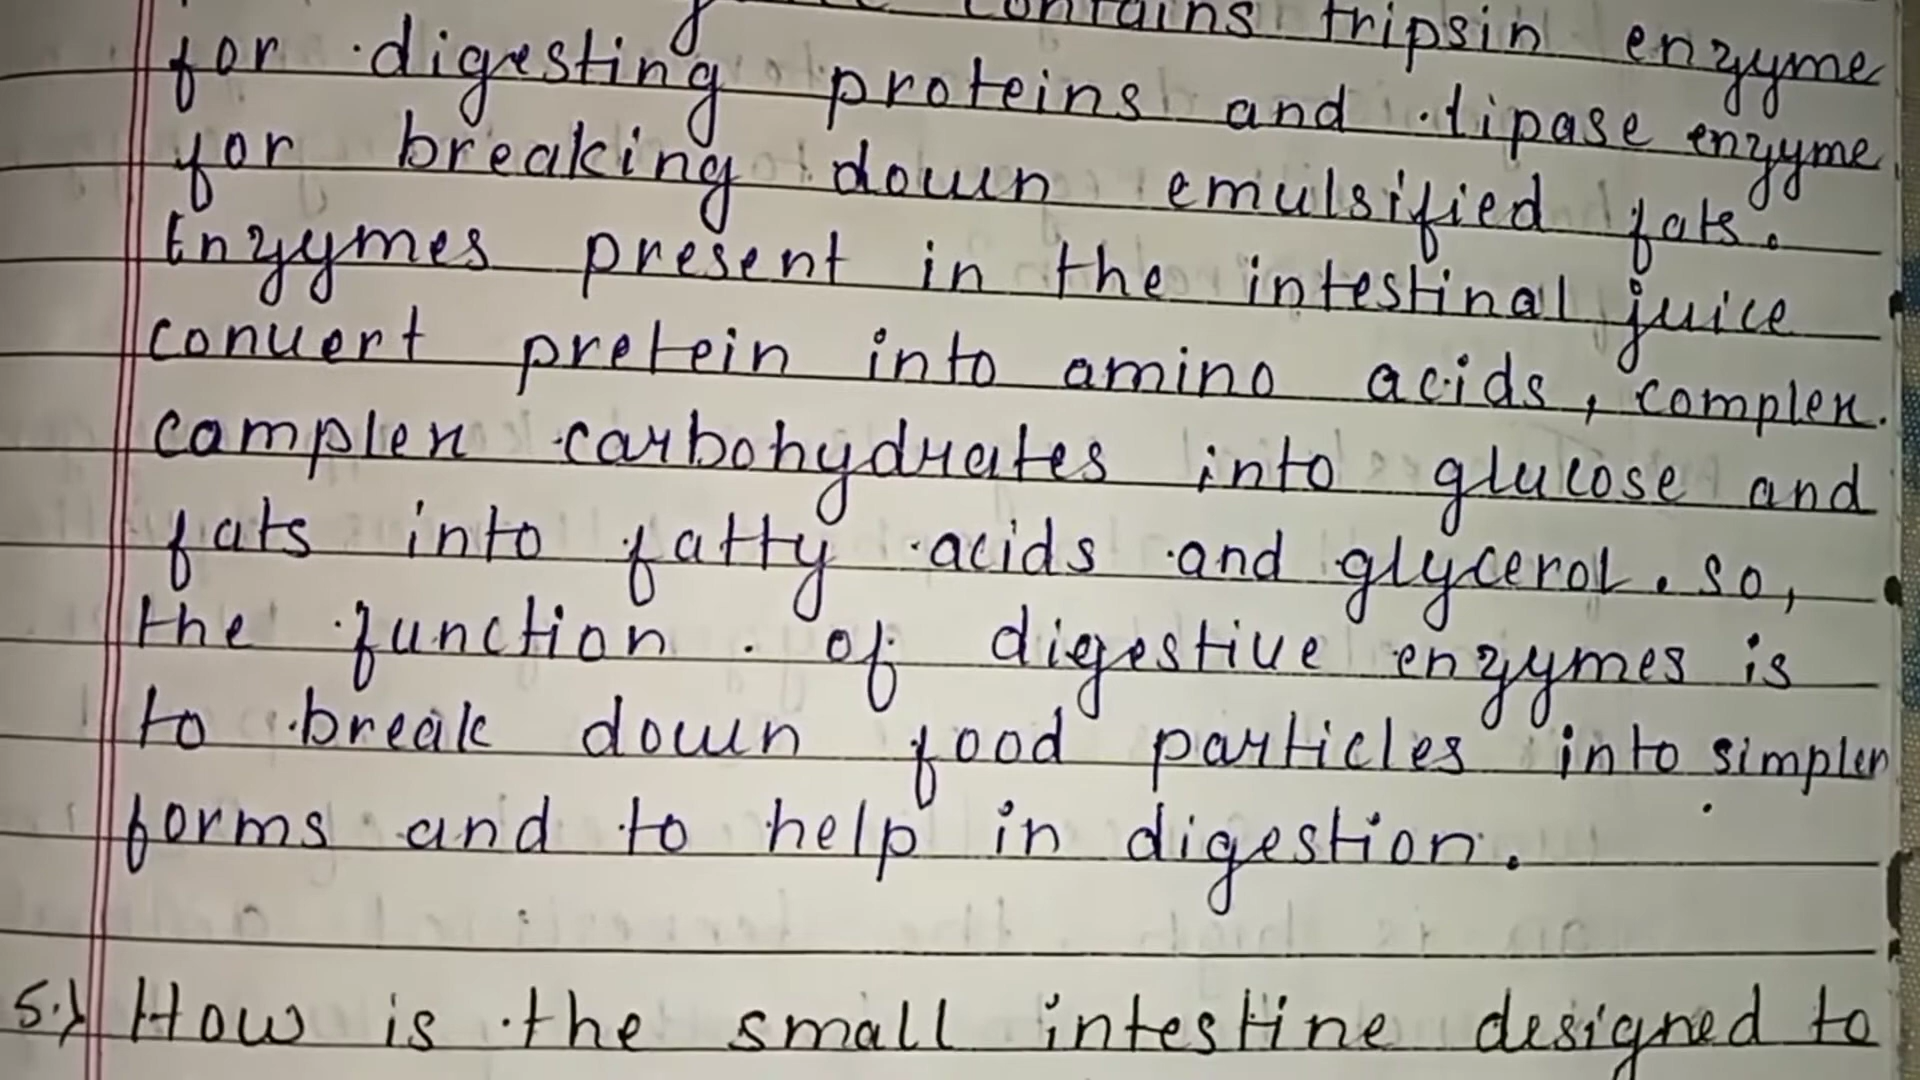 contains tripsin enzyme
for digesting proteins and lipase enzyme
for breaking down emulsified fats.
Enzymes present in the intestinal juice
convert pretein into amino acids, complex
complex carbohydrates into glucose and
fats into fatty acids and glycerol. so,
the function of digestive enzymes is
to break down food particles into simpler
forms and to help in digestion.
5.) How is the small intestine designed to